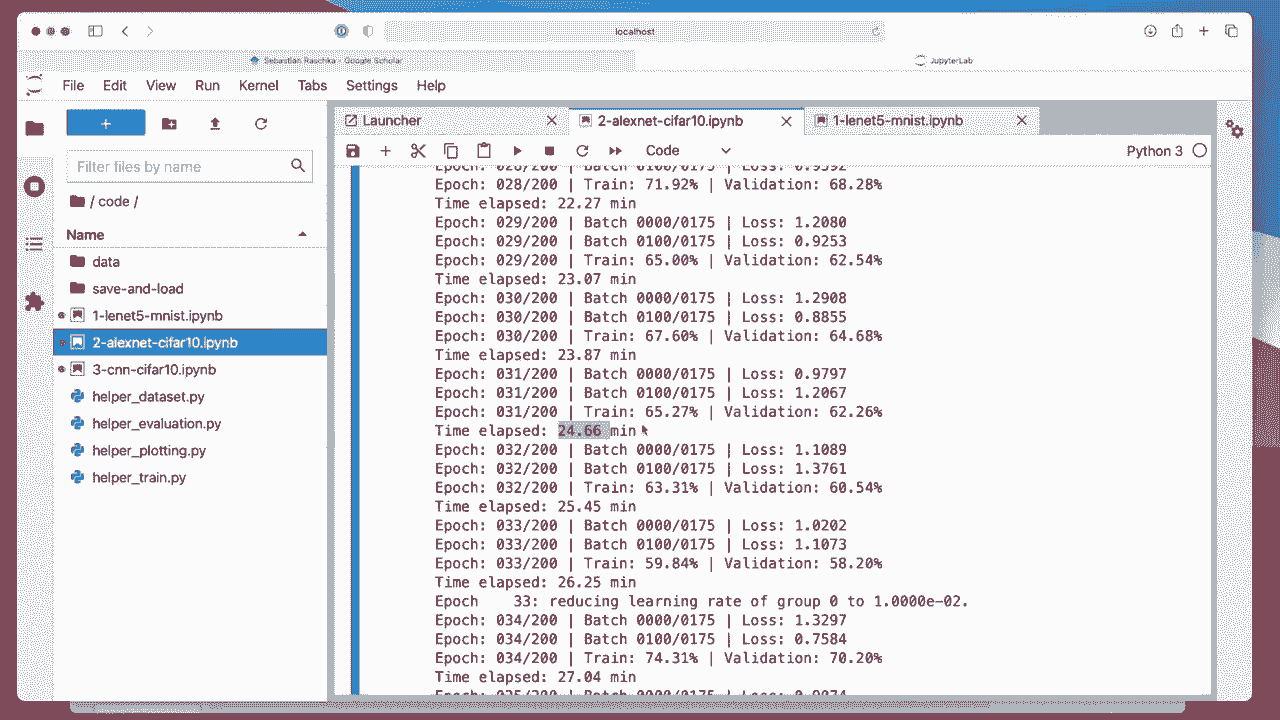 localhost
Sebastian Raschka - Google Scholar
JupyterLab
File Edit View Run Kernel Tabs Settings Help
Launcher
2-alexnet-cifar10.ipynb
1-lenet5-mnist.ipynb
Code
Python 3
Filter files by name
/ code /
Name
data
save-and-load
1-lenet5-mnist.ipynb
2-alexnet-cifar10.ipynb
3-cnn-cifar10.ipynb
helper_dataset.py
helper_evaluation.py
helper_plotting.py
helper_train.py
Epoch: 028/200 | Batch 0100/0175 | Loss: 0.9392
Epoch: 028/200 | Train: 71.92% | Validation: 68.28%
Time elapsed: 22.27 min
Epoch: 029/200 | Batch 0000/0175 | Loss: 1.2080
Epoch: 029/200 | Batch 0100/0175 | Loss: 0.9253
Epoch: 029/200 | Train: 65.00% | Validation: 62.54%
Time elapsed: 23.07 min
Epoch: 030/200 | Batch 0000/0175 | Loss: 1.2908
Epoch: 030/200 | Batch 0100/0175 | Loss: 0.8855
Epoch: 030/200 | Train: 67.60% | Validation: 64.68%
Time elapsed: 23.87 min
Epoch: 031/200 | Batch 0000/0175 | Loss: 0.9797
Epoch: 031/200 | Batch 0100/0175 | Loss: 1.2067
Epoch: 031/200 | Train: 65.27% | Validation: 62.26%
Time elapsed: 24.66 min
Epoch: 032/200 | Batch 0000/0175 | Loss: 1.1089
Epoch: 032/200 | Batch 0100/0175 | Loss: 1.3761
Epoch: 032/200 | Train: 63.31% | Validation: 60.54%
Time elapsed: 25.45 min
Epoch: 033/200 | Batch 0000/0175 | Loss: 1.0202
Epoch: 033/200 | Batch 0100/0175 | Loss: 1.1073
Epoch: 033/200 | Train: 59.84% | Validation: 58.20%
Time elapsed: 26.25 min
Epoch    33: reducing learning rate of group 0 to 1.0000e-02.
Epoch: 034/200 | Batch 0000/0175 | Loss: 1.3297
Epoch: 034/200 | Batch 0100/0175 | Loss: 0.7584
Epoch: 034/200 | Train: 74.31% | Validation: 70.20%
Time elapsed: 27.04 min
Epoch: 035/200 | Batch 0000/0175 | Loss: